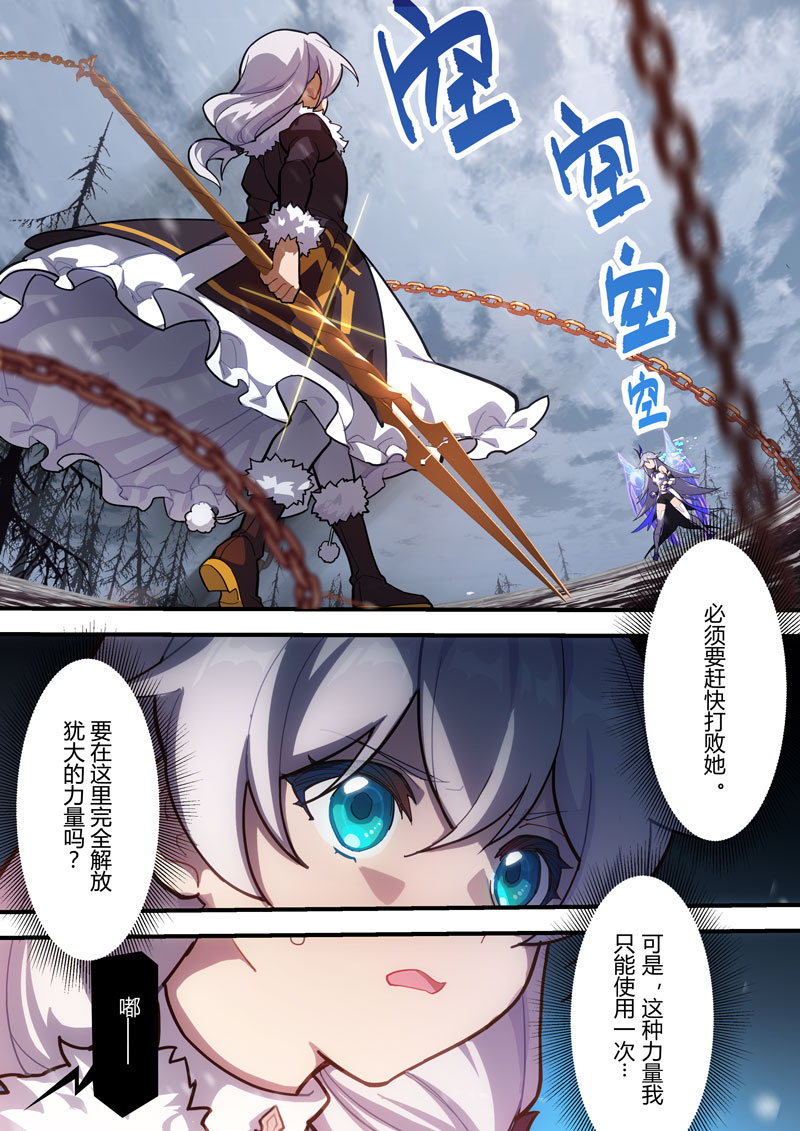 空
空
空
空
必须要赶快打败她。
要在这里完全解放
犹大的力量吗？
可是，这种力量我
只能使用一次…
嘟——